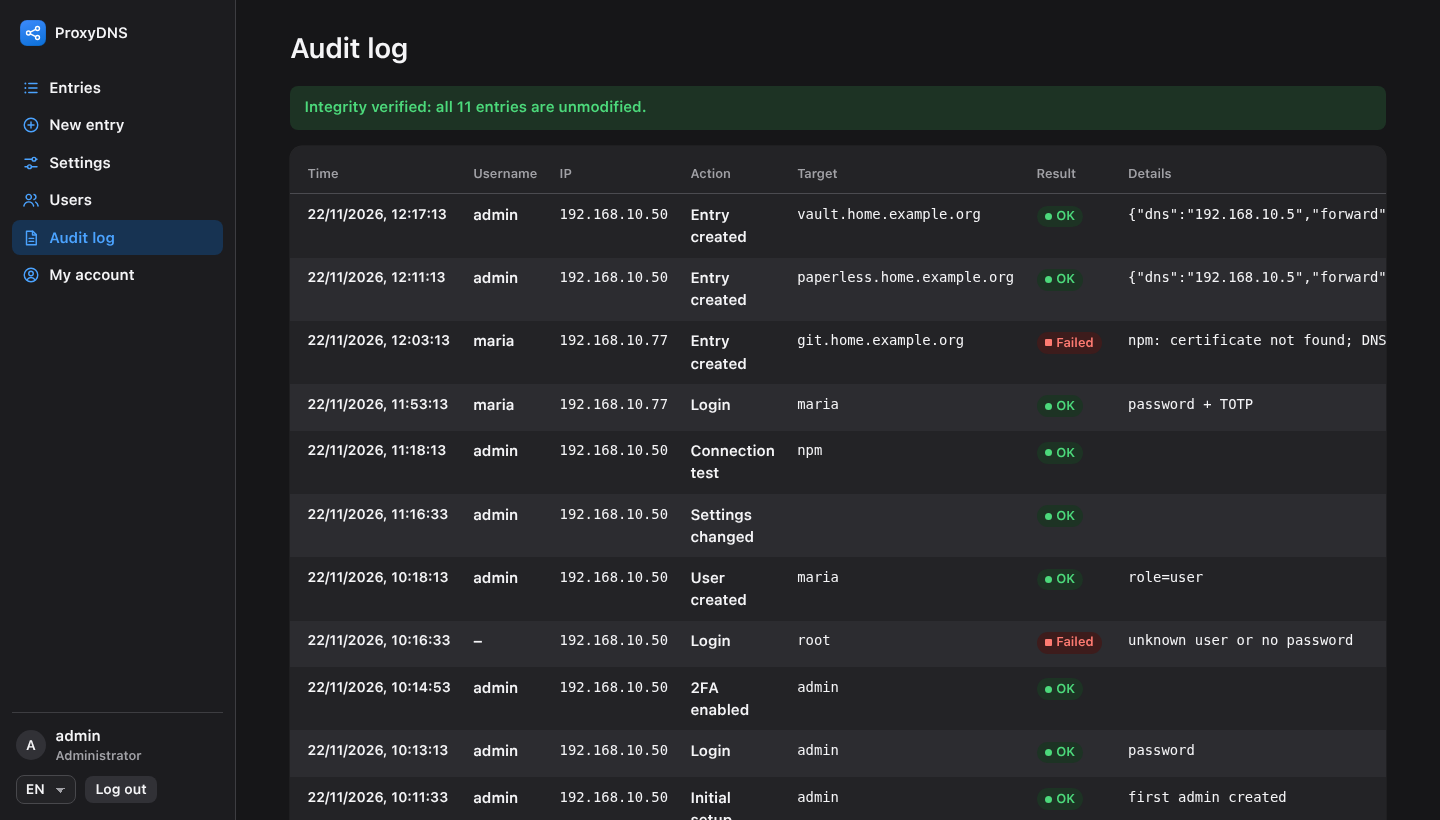 ProxyDNS
Entries
New entry
Settings
Users
Audit log
My account
A
admin
Administrator
EN
Log out
Audit log
Integrity verified: all 11 entries are unmodified.
Time Username IP Action Target Result Details
22/11/2026, 12:17:13 admin 192.168.10.50 Entry created vault.home.example.org OK {"dns":"192.168.10.5","forward"
22/11/2026, 12:11:13 admin 192.168.10.50 Entry created paperless.home.example.org OK {"dns":"192.168.10.5","forward"
22/11/2026, 12:03:13 maria 192.168.10.77 Entry created git.home.example.org Failed npm: certificate not found; DNS
22/11/2026, 11:53:13 maria 192.168.10.77 Login maria OK password + TOTP
22/11/2026, 11:18:13 admin 192.168.10.50 Connection test npm OK
22/11/2026, 11:16:33 admin 192.168.10.50 Settings changed OK
22/11/2026, 10:18:13 admin 192.168.10.50 User created maria OK role=user
22/11/2026, 10:16:33 – 192.168.10.50 Login root Failed unknown user or no password
22/11/2026, 10:14:53 admin 192.168.10.50 2FA enabled admin OK
22/11/2026, 10:13:13 admin 192.168.10.50 Login admin OK password
22/11/2026, 10:11:33 admin 192.168.10.50 Initial setup admin OK first admin created